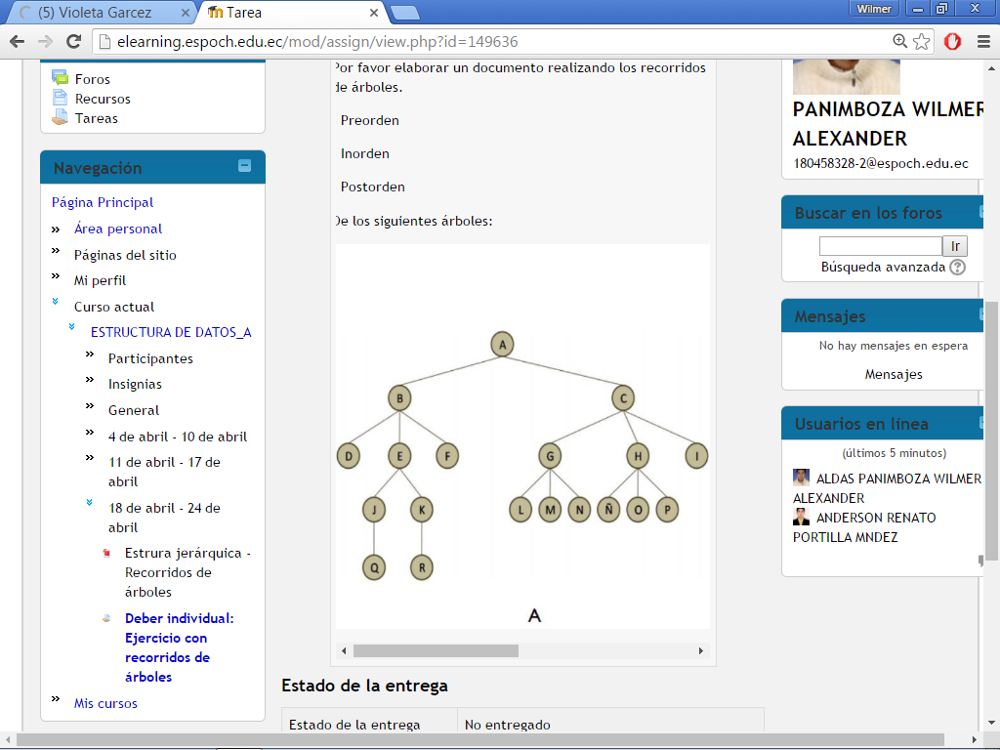 (5) Violeta Garcez
Tarea
Wilmer
elearning.espoch.edu.ec/mod/assign/view.php?id=149636
Foros
Recursos
Tareas
Navegación
Página Principal
Área personal
Páginas del sitio
Mi perfil
Curso actual
ESTRUCTURA DE DATOS_A
Participantes
Insignias
General
4 de abril - 10 de abril
11 de abril - 17 de
abril
18 de abril - 24 de
abril
Estrura jerárquica -
Recorridos de
árboles
Deber individual:
Ejercicio con
recorridos de
árboles
Mis cursos
Por favor elaborar un documento realizando los recorridos
de árboles.
Preorden
Inorden
Postorden
De los siguientes árboles:
A
B C
D E F G H I
J K L M N Ñ O P
Q R
A
Estado de la entrega
Estado de la entrega No entregado
PANIMBOZA WILMER
ALEXANDER
180458328-2@espoch.edu.ec
Buscar en los foros
Ir
Búsqueda avanzada ?
Mensajes
No hay mensajes en espera
Mensajes
Usuarios en línea
(últimos 5 minutos)
ALDAS PANIMBOZA WILMER
ALEXANDER
ANDERSON RENATO
PORTILLA MNDEZ